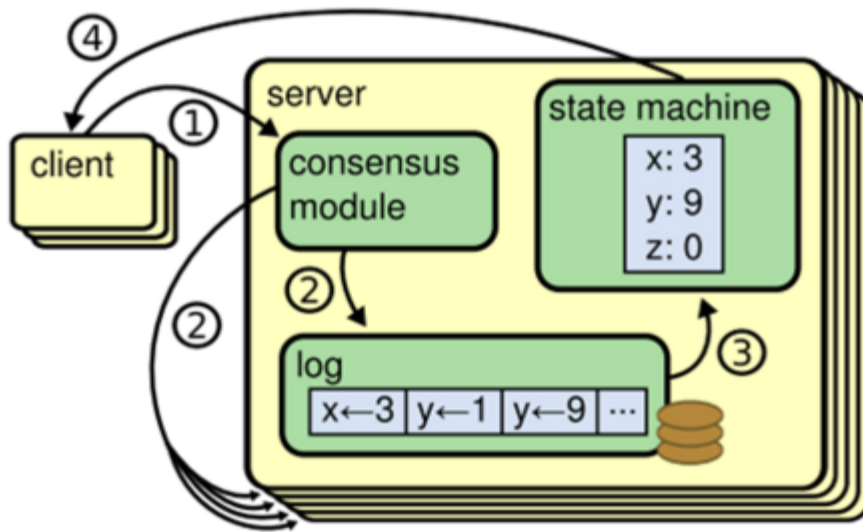 ④
server
state machine
①
client
consensus
module
x: 3
y: 9
z: 0
②
②
③
log
x←3 y←1 y←9 ...